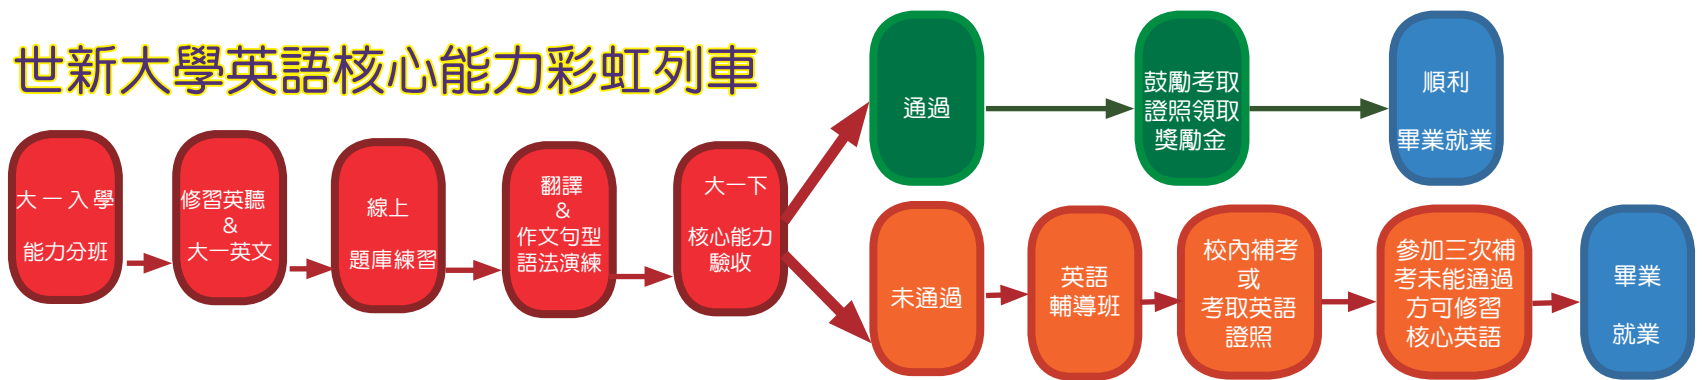 世新大學英語核心能力彩虹列車
大一入學
能力分班
修習英聽
&
大一英文
線上
題庫練習
翻譯
&
作文句型
語法演練
大一下
核心能力
驗收
通過
鼓勵考取
證照領取
獎勵金
順利
畢業就業
未通過
英語
輔導班
校內補考
或
考取英語
證照
參加三次補
考未能通過
方可修習
核心英語
畢業
就業